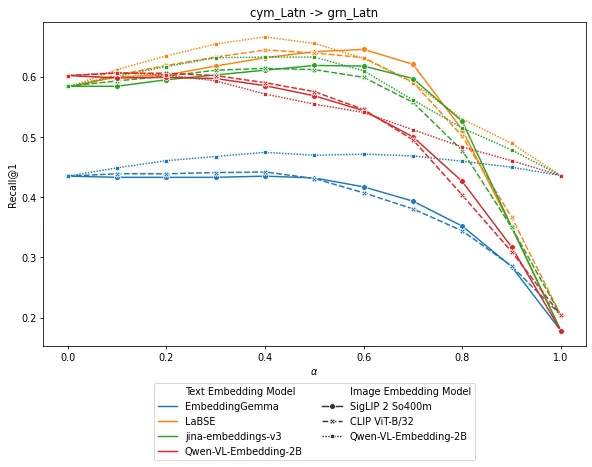 cym_Latn -> grn_Latn
Recall@1
0.6
0.5
0.4
0.3
0.2
0.0 0.2 0.4 0.6 0.8 1.0
α
Text Embedding Model Image Embedding Model
EmbeddingGemma SigLIP 2 So400m
LaBSE CLIP ViT-B/32
jina-embeddings-v3 Qwen-VL-Embedding-2B
Qwen-VL-Embedding-2B